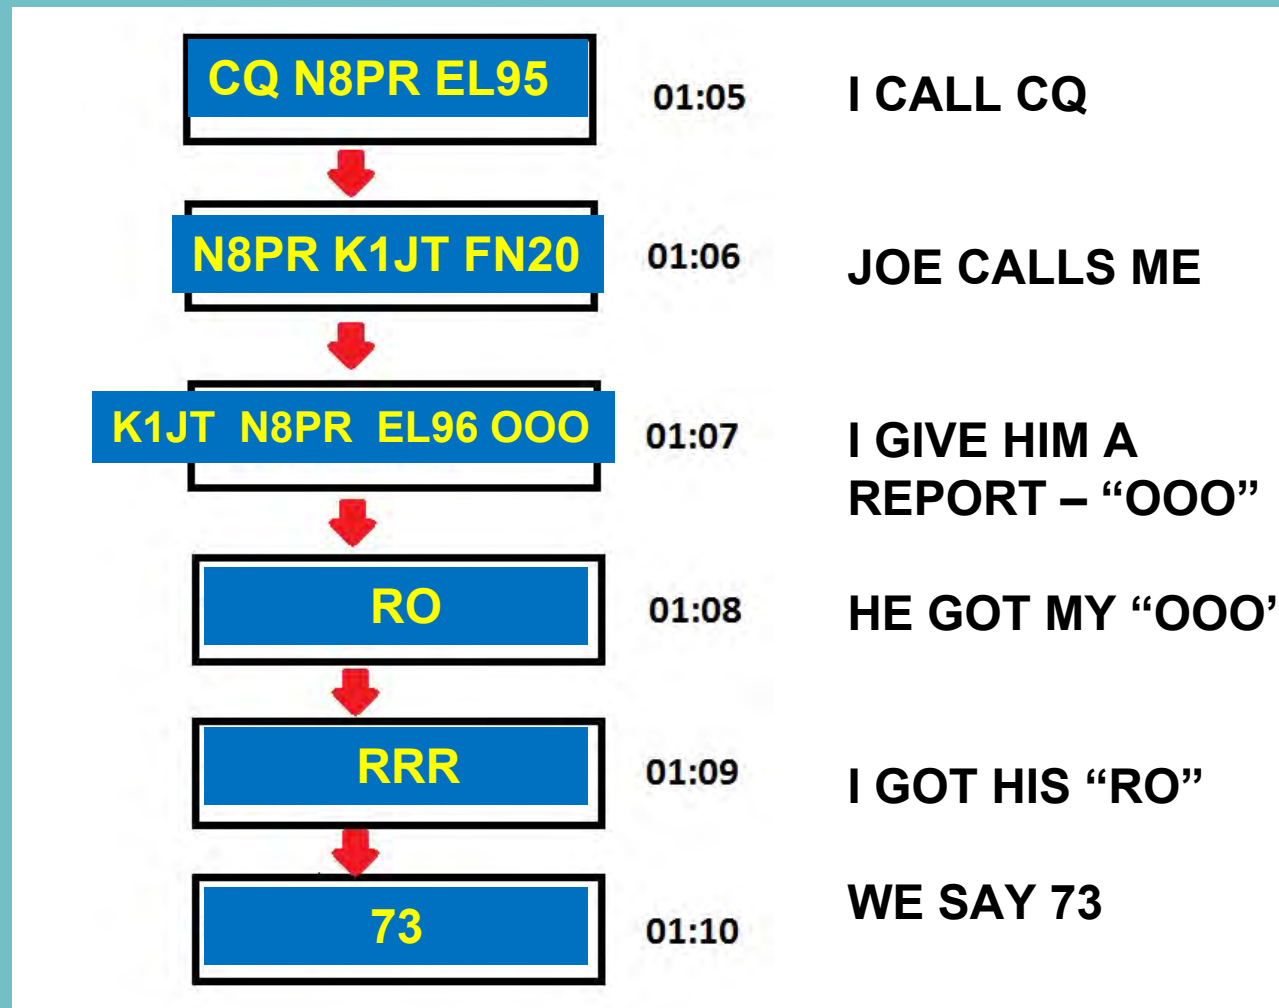 CQ N8PR EL95
01:05
I CALL CQ
N8PR K1JT FN20
01:06
JOE CALLS ME
K1JT N8PR EL96 OOO
01:07
I GIVE HIM A
REPORT – “OOO”
RO
01:08
HE GOT MY “OOO’
RRR
01:09
I GOT HIS “RO”
73
01:10
WE SAY 73